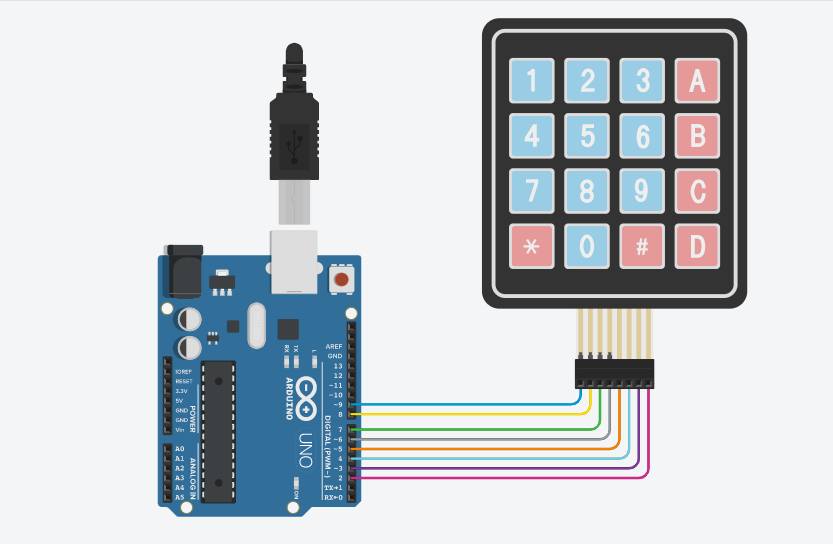 1 2 3 A
4 5 6 B
7 8 9 C
* 0 # D
RX
TX
L
AREF
GND
13
12
~11
~10
~9
8
7
~6
~5
4
~3
2
TX→1
RX←0
DIGITAL (PWM~)
ARDUINO
UNO
ON
IOREF
RESET
3.3V
5V
GND
GND
Vin
POWER
A0
A1
A2
A3
A4
A5
ANALOG IN